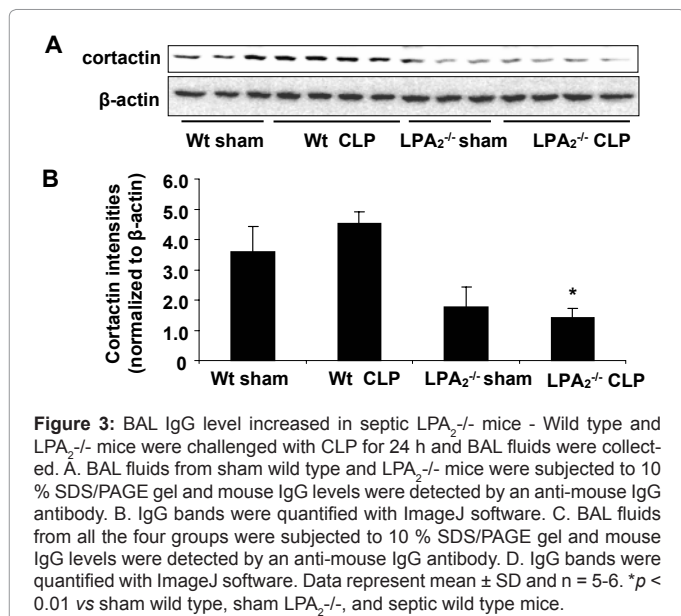 A
cortactin
β-actin
Wt sham Wt CLP LPA₂⁻/⁻ sham LPA₂⁻/⁻ CLP
B
Cortactin intensities
(normalized to β-actin)
6.0
5.0
4.0
3.0
2.0
1.0
0
*
Wt sham Wt CLP LPA₂⁻/⁻ sham LPA₂⁻/⁻ CLP
Figure 3: BAL IgG level increased in septic LPA₂-/- mice - Wild type and
LPA₂-/- mice were challenged with CLP for 24 h and BAL fluids were collect-
ed. A. BAL fluids from sham wild type and LPA₂-/- mice were subjected to 10
% SDS/PAGE gel and mouse IgG levels were detected by an anti-mouse IgG
antibody. B. IgG bands were quantified with ImageJ software. C. BAL fluids
from all the four groups were subjected to 10 % SDS/PAGE gel and mouse
IgG levels were detected by an anti-mouse IgG antibody. D. IgG bands were
quantified with ImageJ software. Data represent mean ± SD and n = 5-6. *p <
0.01 vs sham wild type, sham LPA₂-/-, and septic wild type mice.